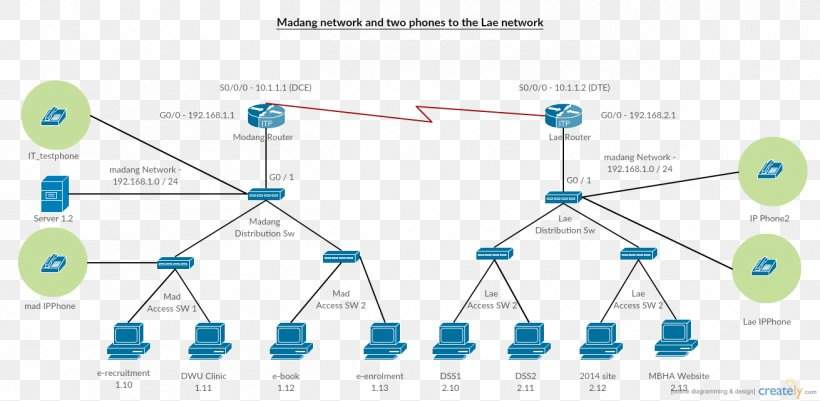 Madang network and two phones to the Lae network
S0/0/0 - 10.1.1.1 (DCE)
S0/0/0 - 10.1.1.2 (DTE)
G0/0 - 192.168.1.1
ITP
ITP
G0/0 - 192.168.2.1
Modang Router
Lae Router
IT_testphone
madang Network -
192.168.1.0 / 24
G0 / 1
G0 / 1
madang Network -
192.168.1.0 / 24
Server 1.2
Madang
Distribution Sw
Lae
Distribution Sw
IP Phone2
mad IPPhone
Mad
Access SW 1
Mad
Access SW 2
Lae
Access SW 2
Lae
Access SW 2
Lae IPPhone
e-recruitment
1.10
DWU Clinic
1.11
e-book
1.12
e-enrolment
1.13
DSS1
2.10
DSS2
2.11
2014 site
2.12
MBHA Website
2.13
[online diagramming & design] creately.com